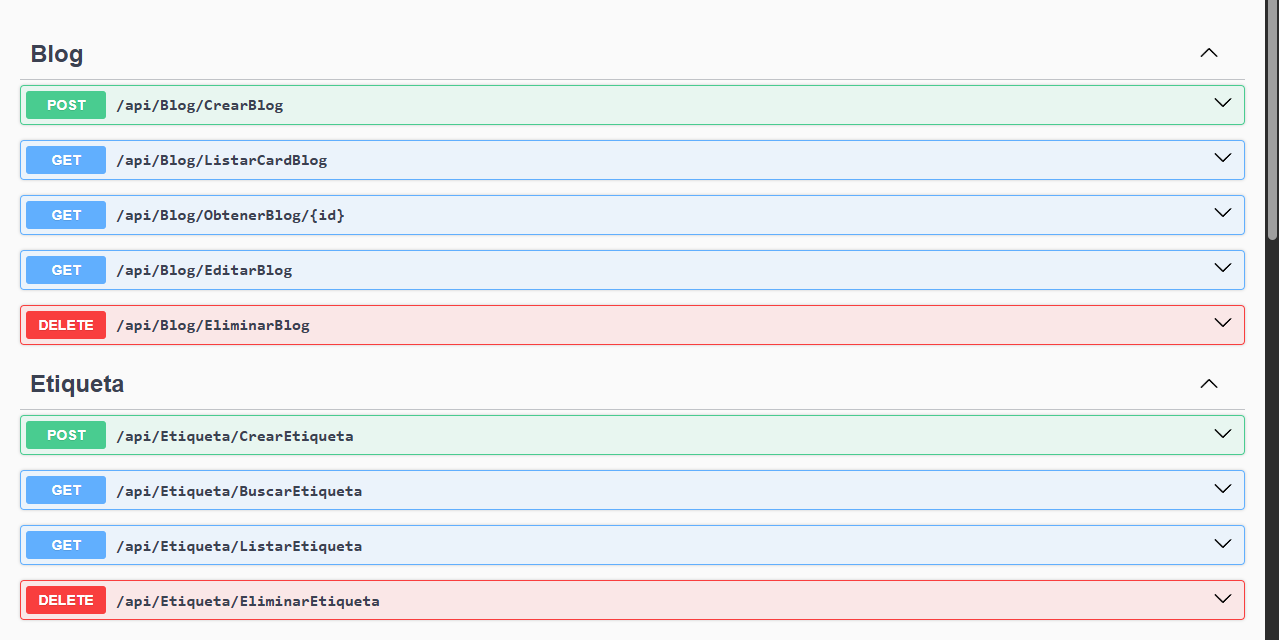 Blog
POST /api/Blog/CrearBlog
GET /api/Blog/ListarCardBlog
GET /api/Blog/ObtenerBlog/{id}
GET /api/Blog/EditarBlog
DELETE /api/Blog/EliminarBlog
Etiqueta
POST /api/Etiqueta/CrearEtiqueta
GET /api/Etiqueta/BuscarEtiqueta
GET /api/Etiqueta/ListarEtiqueta
DELETE /api/Etiqueta/EliminarEtiqueta